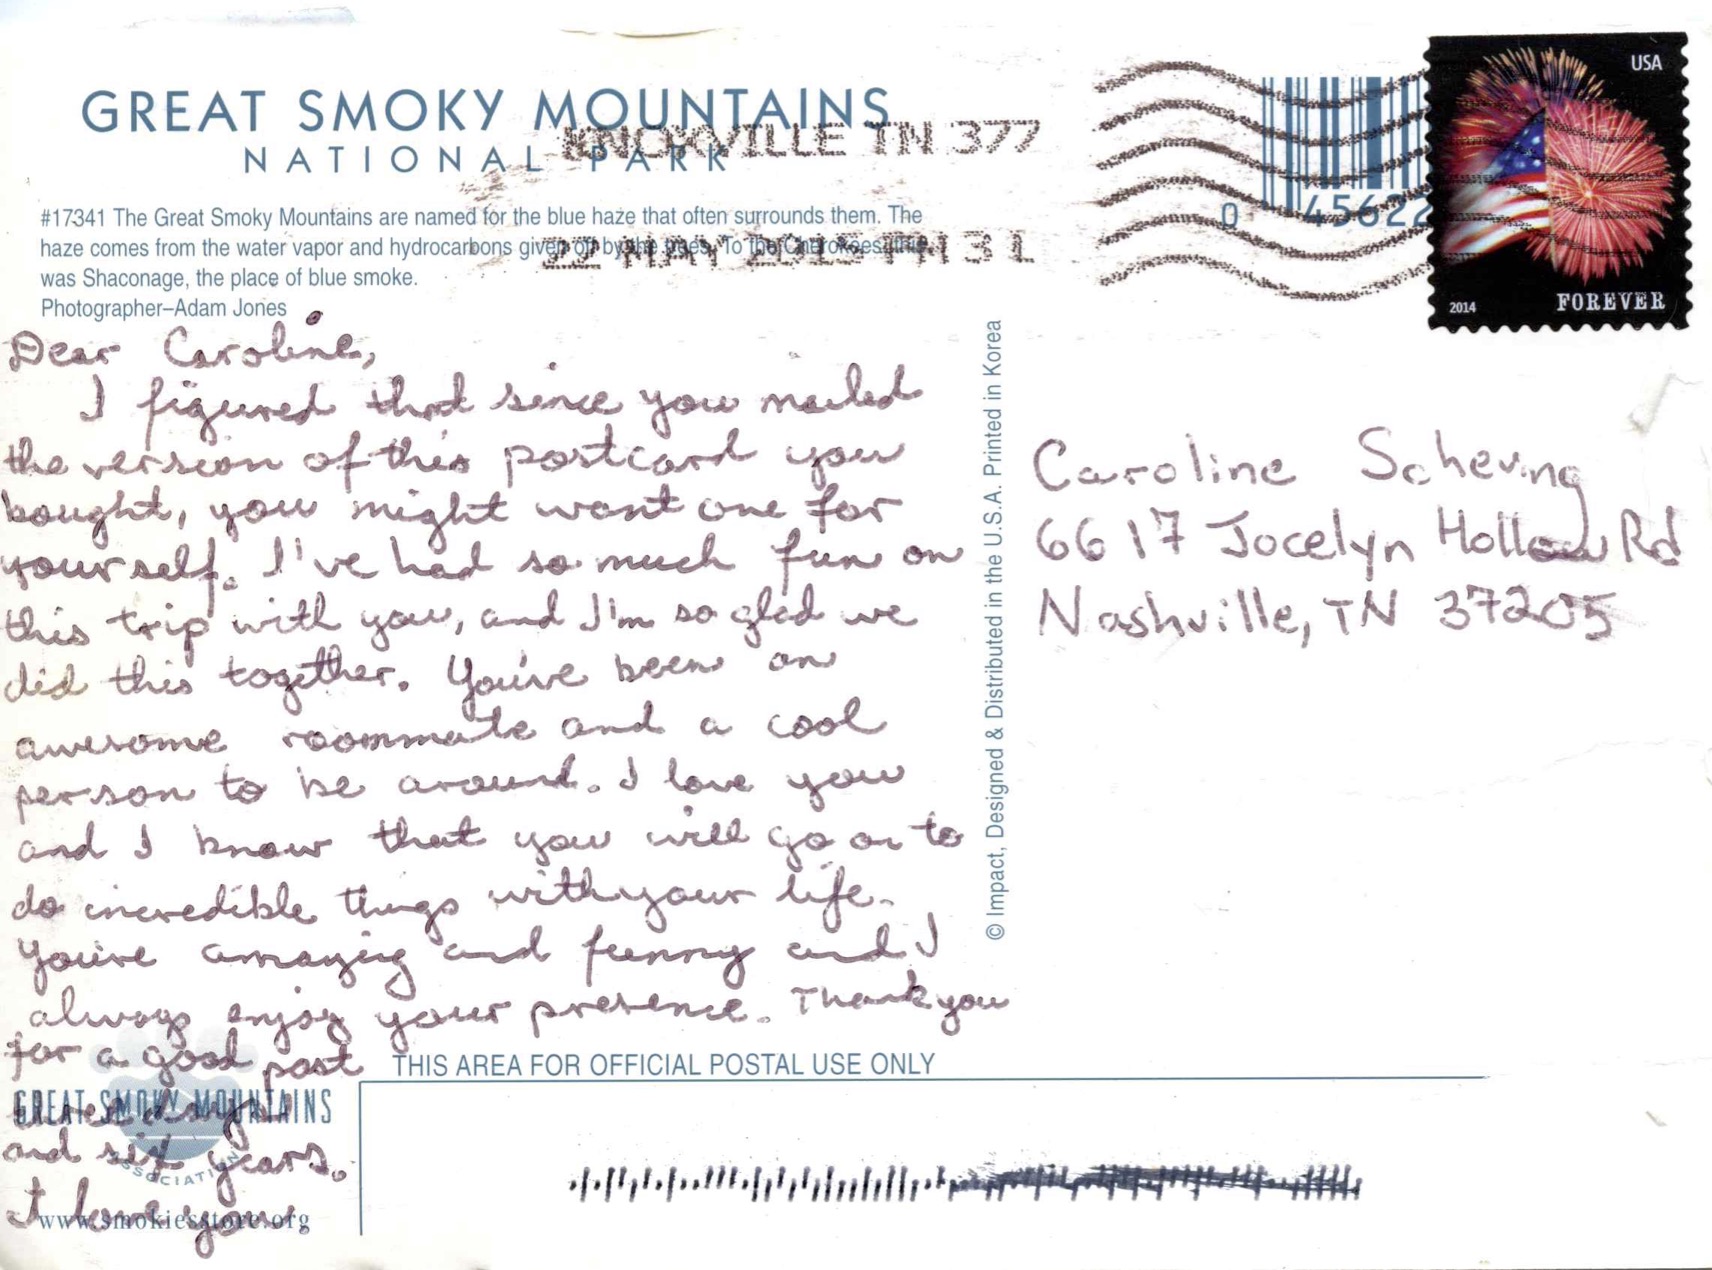 GREAT SMOKY MOUNTAINS
NATIONAL PARK
KNOXVILLE TN 377
22 MAY 2015 PM 3 L
#17341 The Great Smoky Mountains are named for the blue haze that often surrounds them. The
haze comes from the water vapor and hydrocarbons given off by the trees. To the Cherokees, this
was Shaconage, the place of blue smoke.
Photographer–Adam Jones
0 45622
USA
2014 FOREVER
Dear Caroline,
I figured that since you mailed
the version of this postcard you
bought, you might want one for
yourself. I've had so much fun on
this trip with you, and I'm so glad we
did this together. You've been an
awesome roommate and a cool
person to be around. I love you
and I know that you will go on to
do incredible things with your life.
You're amazing and funny and I
always enjoy your presence. Thank you
for a good past
three days
and six years.
I love you
© Impact, Designed & Distributed in the U.S.A. Printed in Korea
Caroline Scheving
6617 Jocelyn Hollow Rd
Nashville, TN 37205
THIS AREA FOR OFFICIAL POSTAL USE ONLY
GREAT SMOKY MOUNTAINS
ASSOCIATION
www.smokiesstore.org